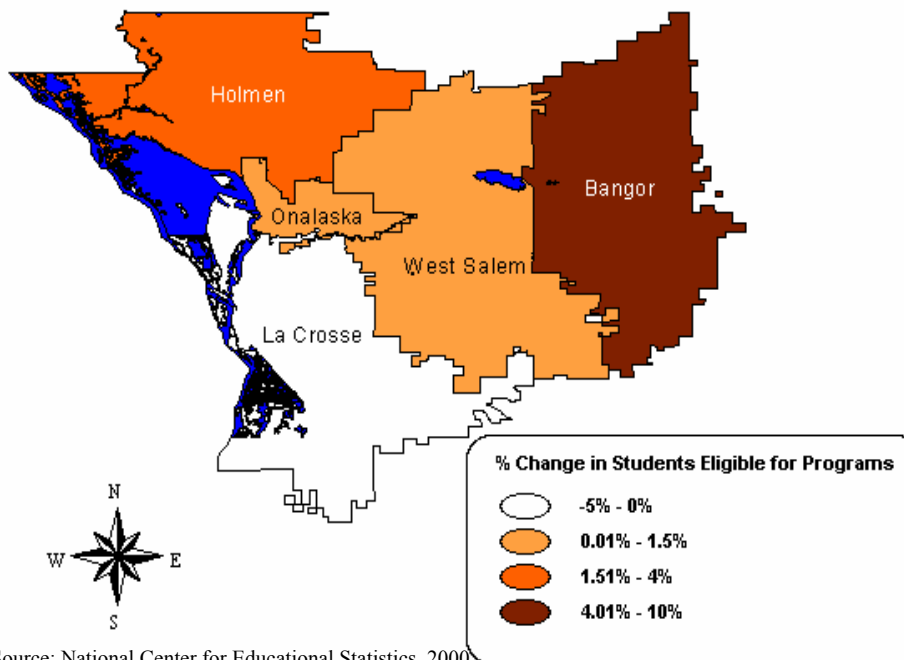 Holmen
Bangor
Onalaska
West Salem
La Crosse
% Change in Students Eligible for Programs
-5% - 0%
0.01% - 1.5%
1.51% - 4%
4.01% - 10%
N
W E
S
Source: National Center for Educational Statistics, 2000